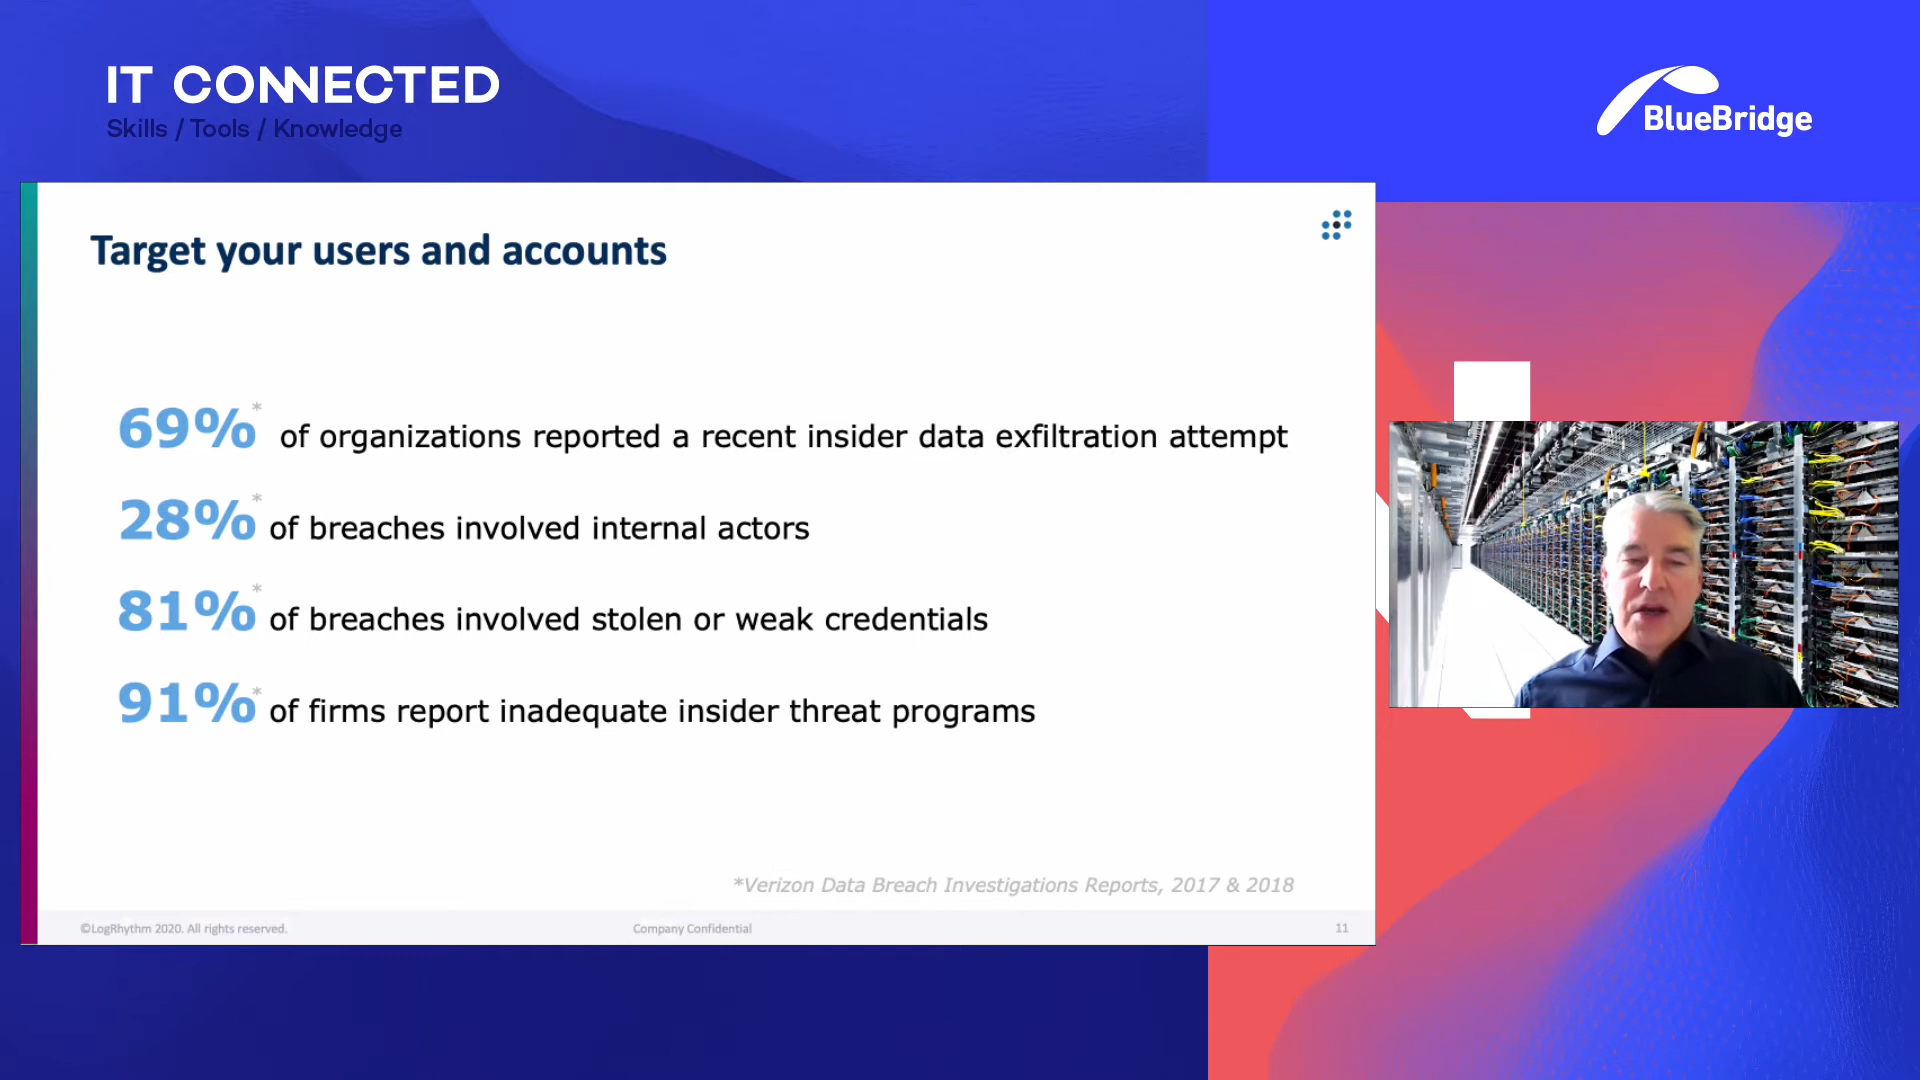 IT CONNECTED
Skills / Tools / Knowledge
BlueBridge
Target your users and accounts
69%* of organizations reported a recent insider data exfiltration attempt
28%* of breaches involved internal actors
81%* of breaches involved stolen or weak credentials
91%* of firms report inadequate insider threat programs
*Verizon Data Breach Investigations Reports, 2017 & 2018
©LogRhythm 2020. All rights reserved.
Company Confidential
11